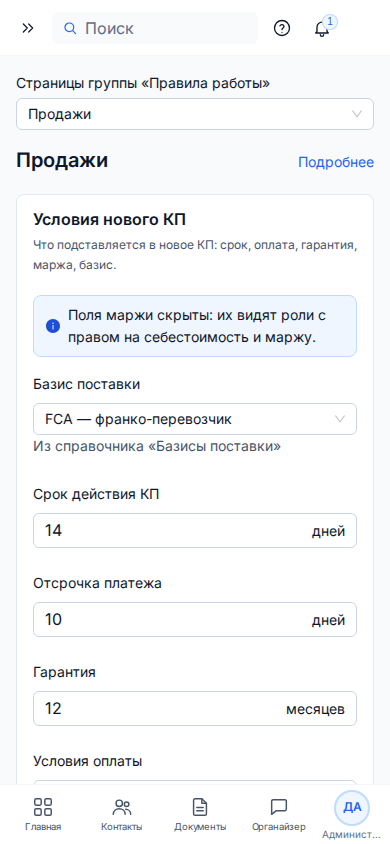 Поиск
1
Страницы группы «Правила работы»
Продажи
Продажи
Подробнее
Условия нового КП
Что подставляется в новое КП: срок, оплата, гарантия,
маржа, базис.
Поля маржи скрыты: их видят роли с
правом на себестоимость и маржу.
Базис поставки
FCA — франко-перевозчик
Из справочника «Базисы поставки»
Срок действия КП
14 дней
Отсрочка платежа
10 дней
Гарантия
12 месяцев
Условия оплаты
ДА
Главная Контакты Документы Органайзер Админист...